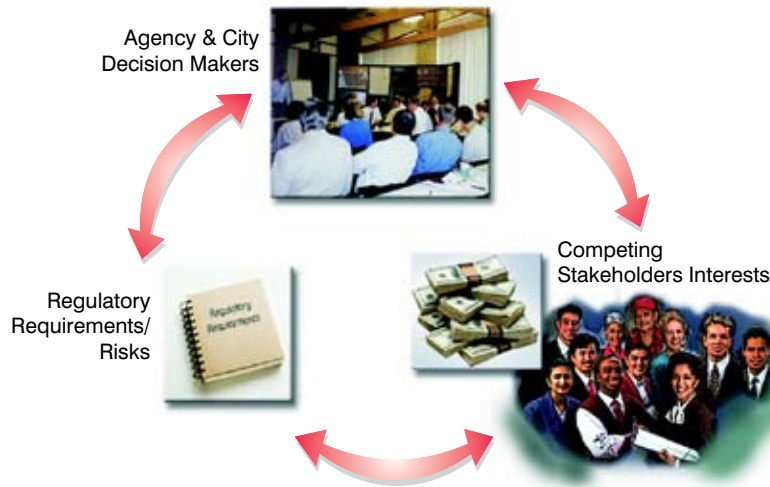 Agency & City
Decision Makers
Competing
Stakeholders Interests
Regulatory
Requirements/
Risks
Regulatory
Requirements